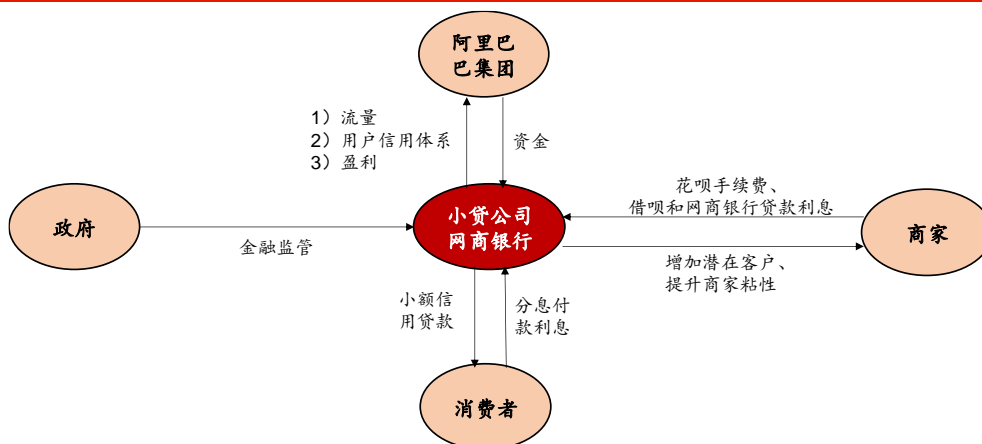 阿里巴
巴集团
1）流量
2）用户信用体系
3）盈利
资金
花呗手续费、
借呗和网商银行贷款利息
政府
金融监管
小贷公司
网商银行
商家
增加潜在客户、
提升商家粘性
小额信
用贷款
分息付
款利息
消费者